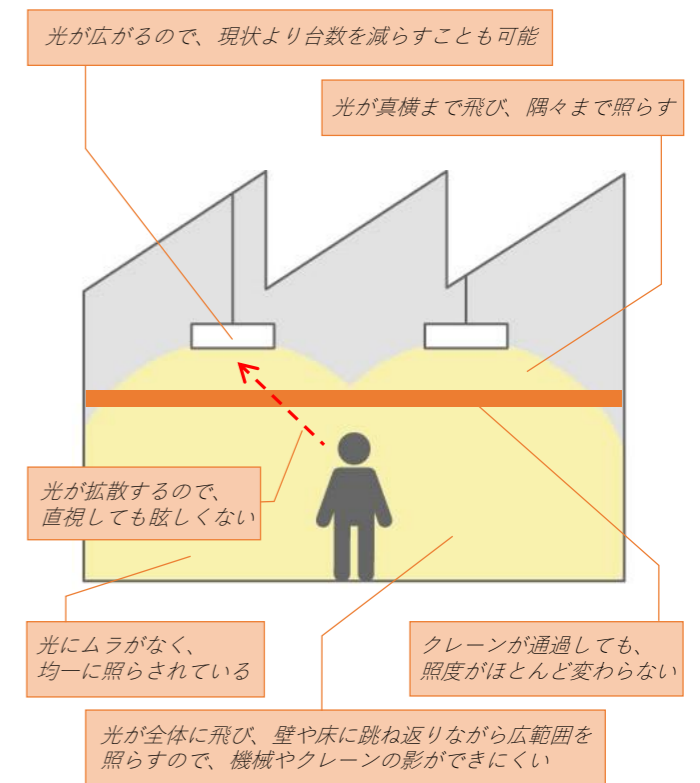 光が広がるので、現状より台数を減らすことも可能
光が真横まで飛び、隅々まで照らす
光が拡散するので、
直視しても眩しくない
光にムラがなく、
均一に照らされている
クレーンが通過しても、
照度がほとんど変わらない
光が全体に飛び、壁や床に跳ね返りながら広範囲を
照らすので、機械やクレーンの影ができにくい